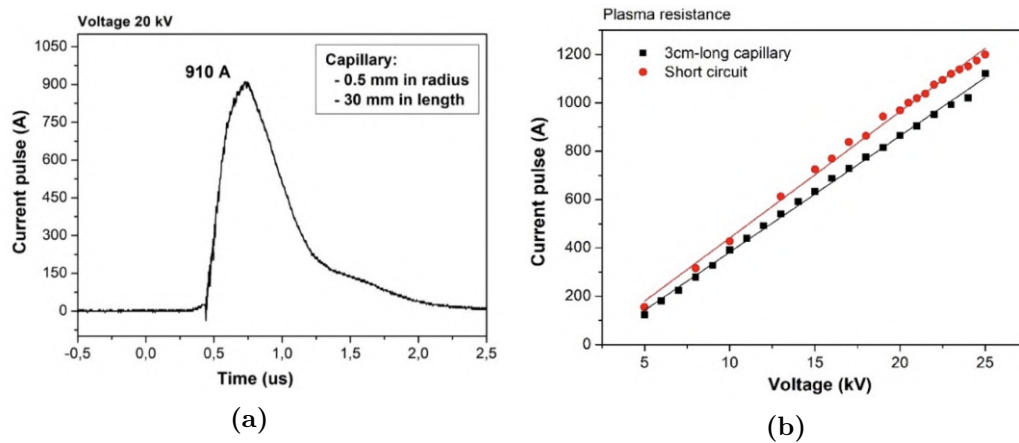 Voltage 20 kV
1050
900
750
600
450
300
150
0
910 A
Capillary:
- 0.5 mm in radius
- 30 mm in length
Current pulse (A)
-0,5
0,0
0,5
1,0
1,5
2,0
2,5
Time (us)
(a)
Plasma resistance
1200
1000
800
600
400
200
0
3cm-long capillary
Short circuit
Current pulse (A)
5
10
15
20
25
Voltage (kV)
(b)